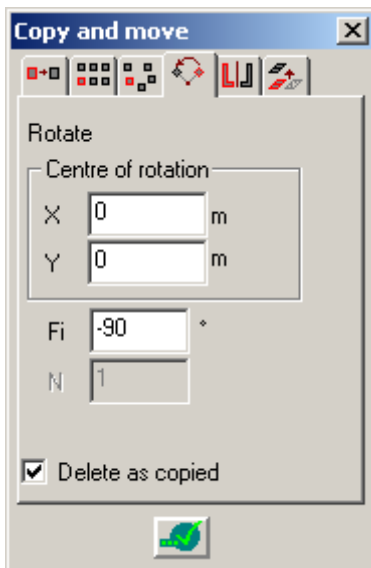 Copy and move
Rotate
Centre of rotation
X 0 m
Y 0 m
Fi -90 °
N 1
Delete as copied